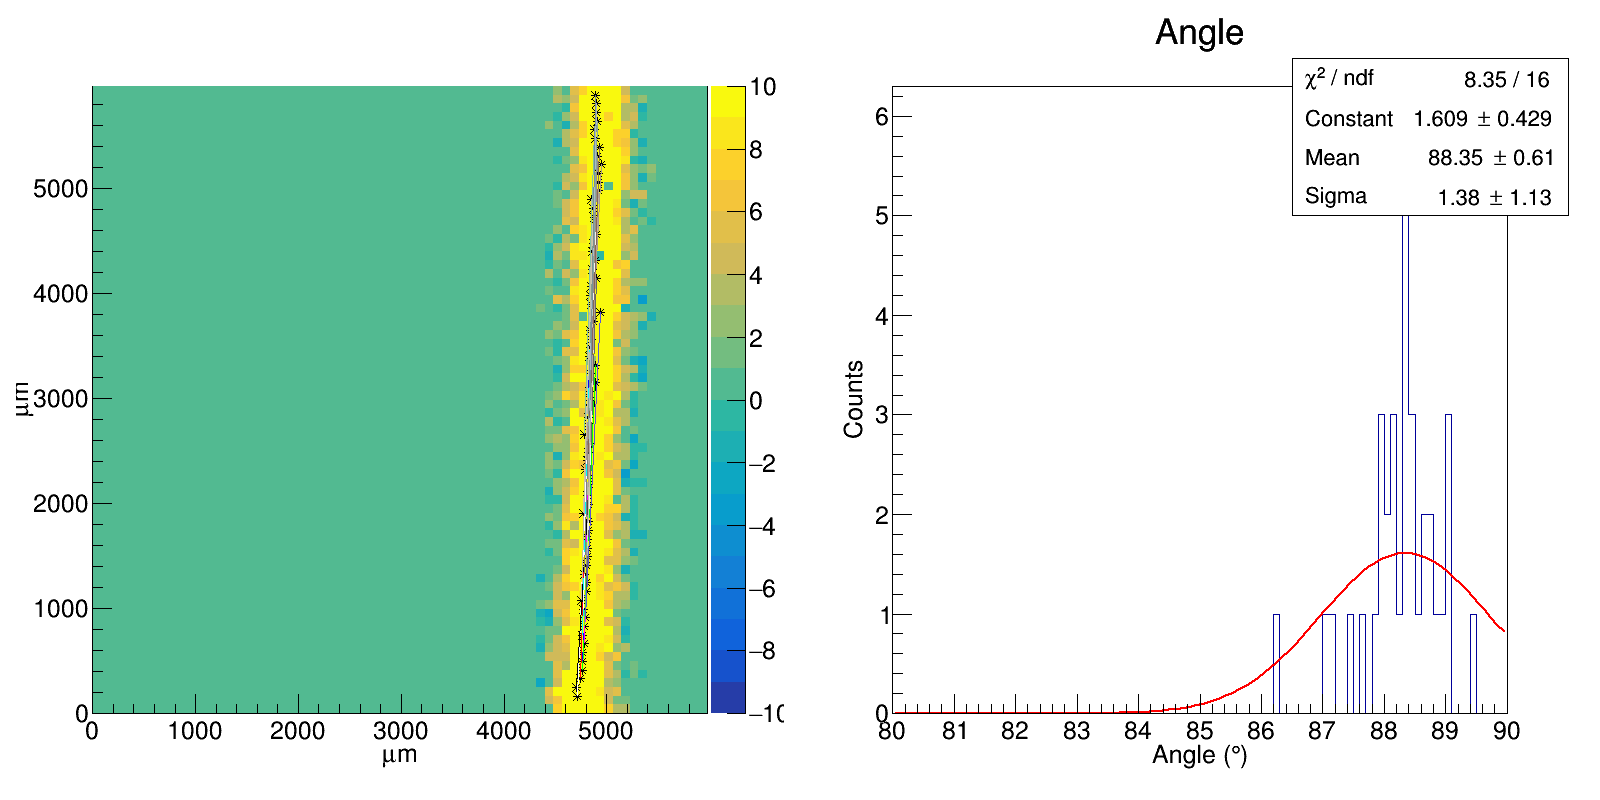 Angle
χ² / ndf 8.35 / 16
Constant 1.609 ± 0.429
Mean 88.35 ± 0.61
Sigma 1.38 ± 1.13
μm
5000
4000
3000
2000
1000
0
0 1000 2000 3000 4000 5000
μm
10
8
6
4
2
0
−2
−4
−6
−8
Counts
6
5
4
3
2
1
0
80 81 82 83 84 85 86 87 88 89 90
Angle (°)